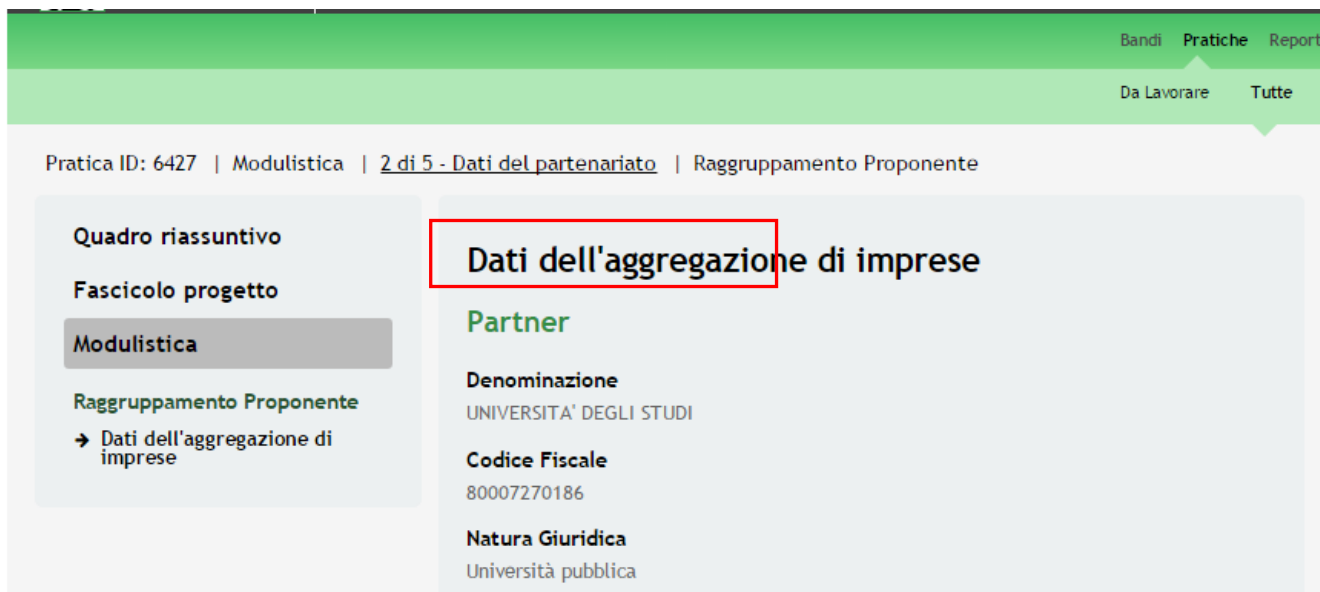 Bandi Pratiche Report
Da Lavorare Tutte
Pratica ID: 6427 | Modulistica | 2 di 5 - Dati del partenariato | Raggruppamento Proponente
Quadro riassuntivo
Fascicolo progetto
Modulistica
Raggruppamento Proponente
→ Dati dell'aggregazione di
imprese
Dati dell'aggregazione di imprese
Partner
Denominazione
UNIVERSITA' DEGLI STUDI
Codice Fiscale
80007270186
Natura Giuridica
Università pubblica